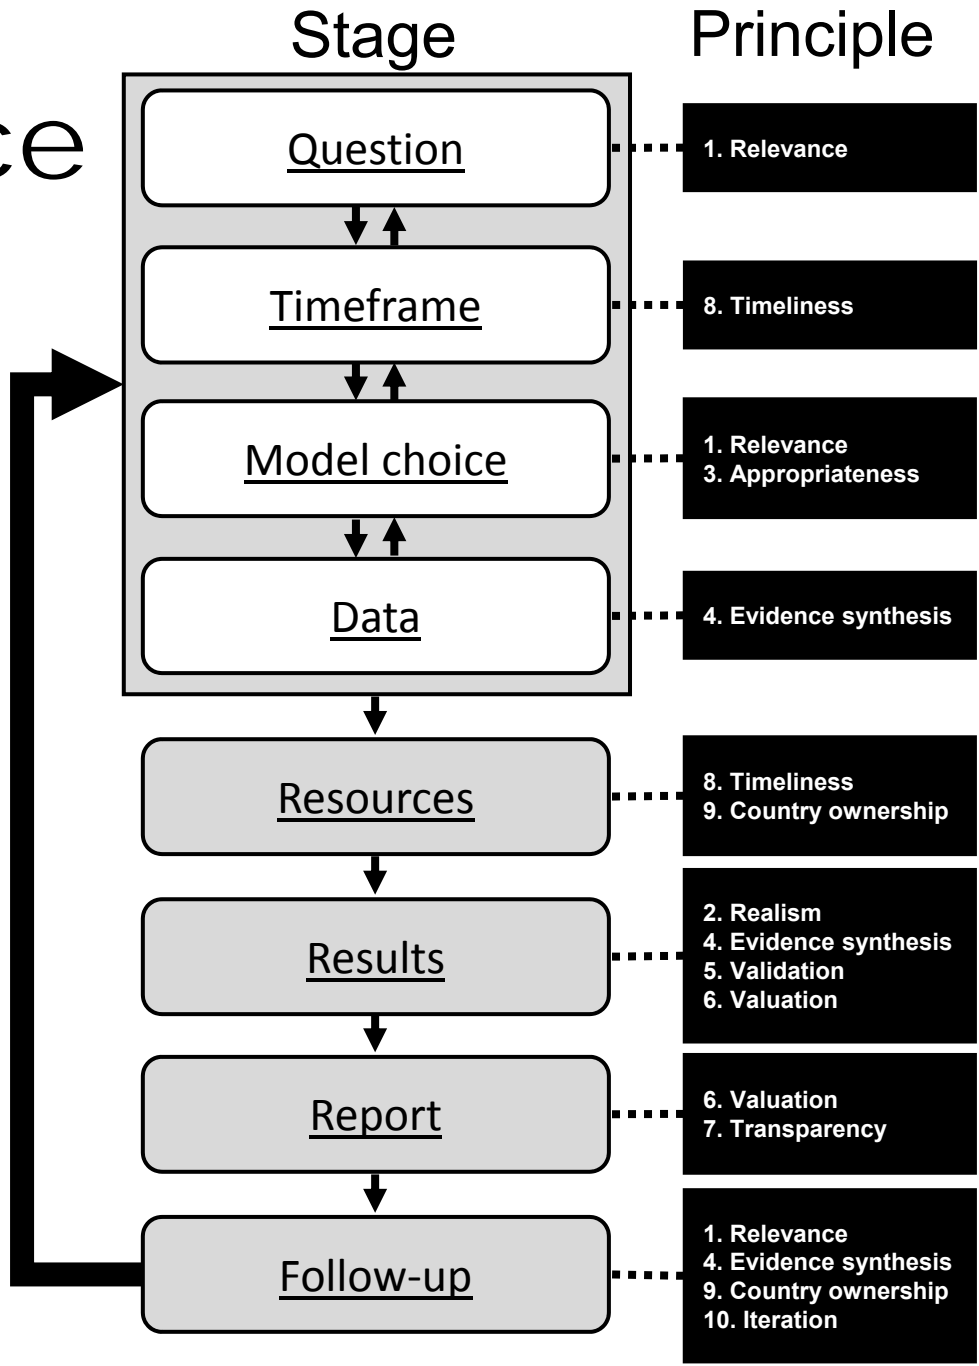 Stage
Principle
ce
Question
1. Relevance
Timeframe
8. Timeliness
Model choice
1. Relevance
3. Appropriateness
Data
4. Evidence synthesis
Resources
8. Timeliness
9. Country ownership
Results
2. Realism
4. Evidence synthesis
5. Validation
6. Valuation
Report
6. Valuation
7. Transparency
Follow-up
1. Relevance
4. Evidence synthesis
9. Country ownership
10. Iteration